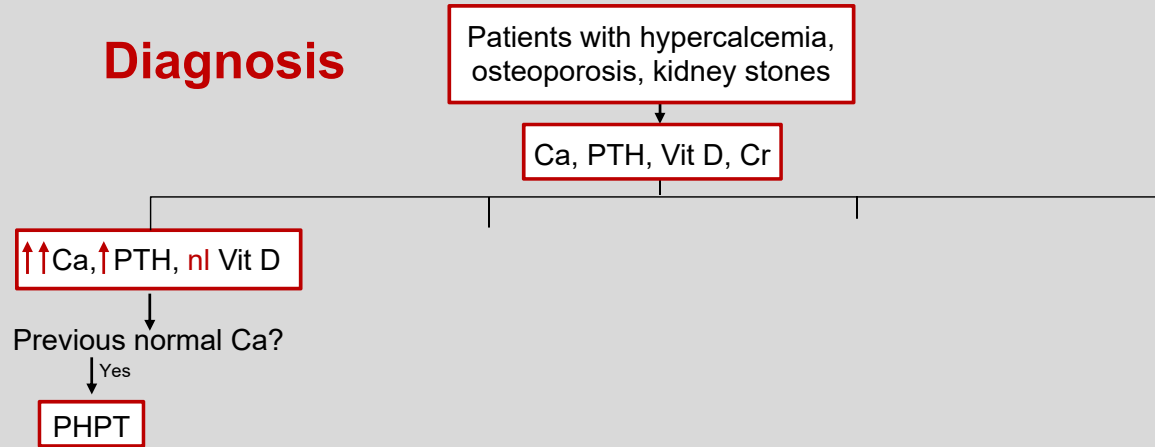 Diagnosis
Patients with hypercalcemia,
osteoporosis, kidney stones
Ca, PTH, Vit D, Cr
↑↑Ca,↑PTH, nl Vit D
Previous normal Ca?
Yes
PHPT